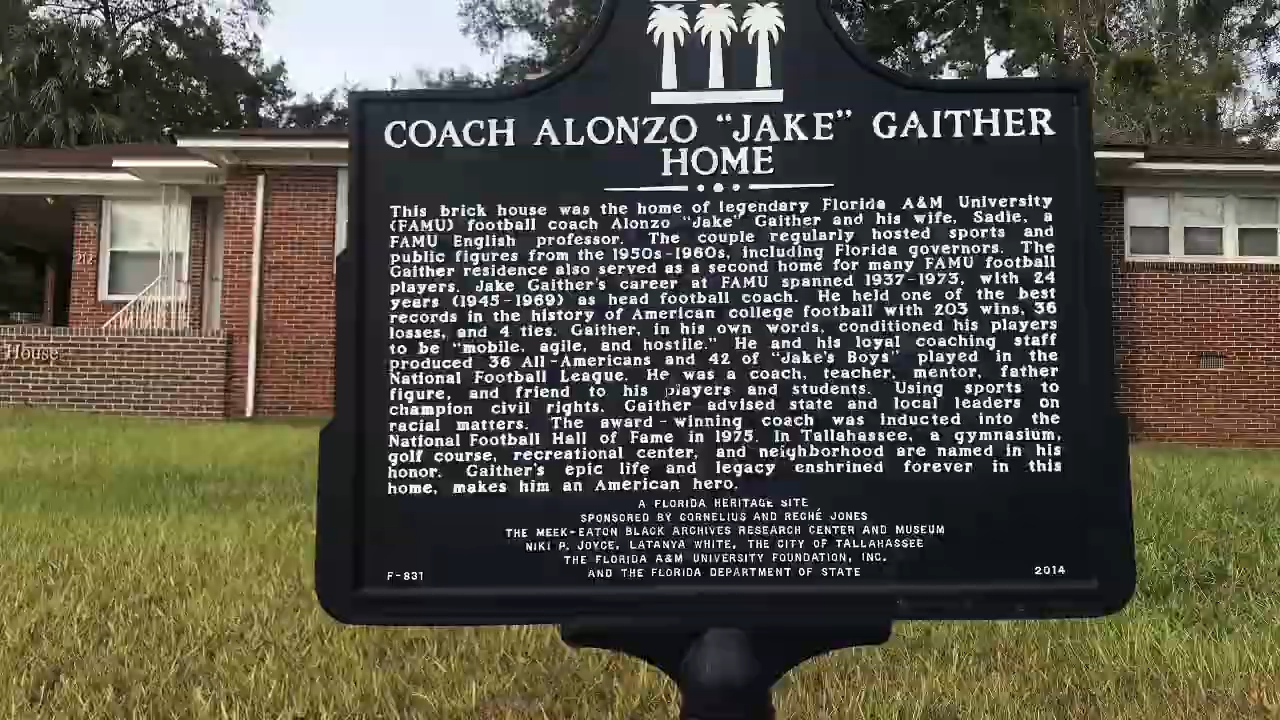 COACH ALONZO "JAKE" GAITHER
HOME
This brick house was the home of legendary Florida A&M University
(FAMU) football coach Alonzo "Jake" Gaither and his wife, Sadie, a
FAMU English professor. The couple regularly hosted sports and
public figures from the 1950s-1960s, including Florida governors. The
Gaither residence also served as a second home for many FAMU football
players. Jake Gaither's career at FAMU spanned 1937-1973, with 24
years (1945-1969) as head football coach. He held one of the best
records in the history of American college football with 203 wins, 36
losses, and 4 ties. Gaither, in his own words, conditioned his players
to be "mobile, agile, and hostile." He and his loyal coaching staff
produced 36 All-Americans and 42 of "Jake's Boys" played in the
National Football League. He was a coach, teacher, mentor, father
figure, and friend to his players and students. Using sports to
champion civil rights. Gaither advised state and local leaders on
racial matters. The award-winning coach was inducted into the
National Football Hall of Fame in 1975. In Tallahassee, a gymnasium,
golf course, recreational center, and neighborhood are named in his
honor. Gaither's epic life and legacy enshrined forever in this
home, makes him an American hero.
A FLORIDA HERITAGE SITE
SPONSORED BY CORNELIUS AND REGHÉ JONES
THE MEEK-EATON BLACK ARCHIVES RESEARCH CENTER AND MUSEUM
NIKI P. JOYCE, LATANYA WHITE, THE CITY OF TALLAHASSEE
THE FLORIDA A&M UNIVERSITY FOUNDATION, INC.
AND THE FLORIDA DEPARTMENT OF STATE
F-831
2014
212
House